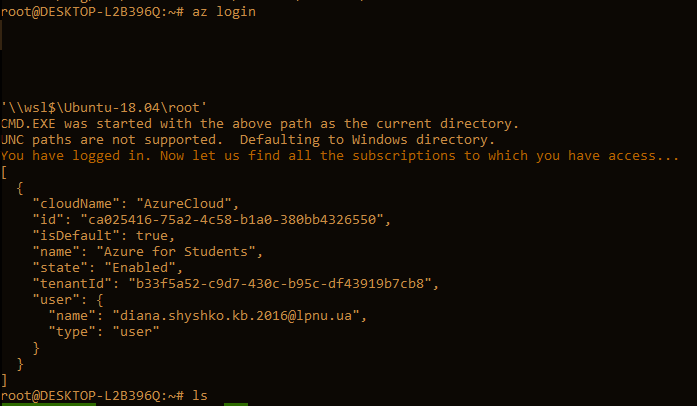 root@DESKTOP-L2B396Q:~# az login
'\\wsl$\Ubuntu-18.04\root'
CMD.EXE was started with the above path as the current directory.
UNC paths are not supported.  Defaulting to Windows directory.
You have logged in. Now let us find all the subscriptions to which you have access...
[
  {
    "cloudName": "AzureCloud",
    "id": "ca025416-75a2-4c58-b1a0-380bb4326550",
    "isDefault": true,
    "name": "Azure for Students",
    "state": "Enabled",
    "tenantId": "b33f5a52-c9d7-430c-b95c-df43919b7cb8",
    "user": {
      "name": "diana.shyshko.kb.2016@lpnu.ua",
      "type": "user"
    }
  }
]
root@DESKTOP-L2B396Q:~# ls